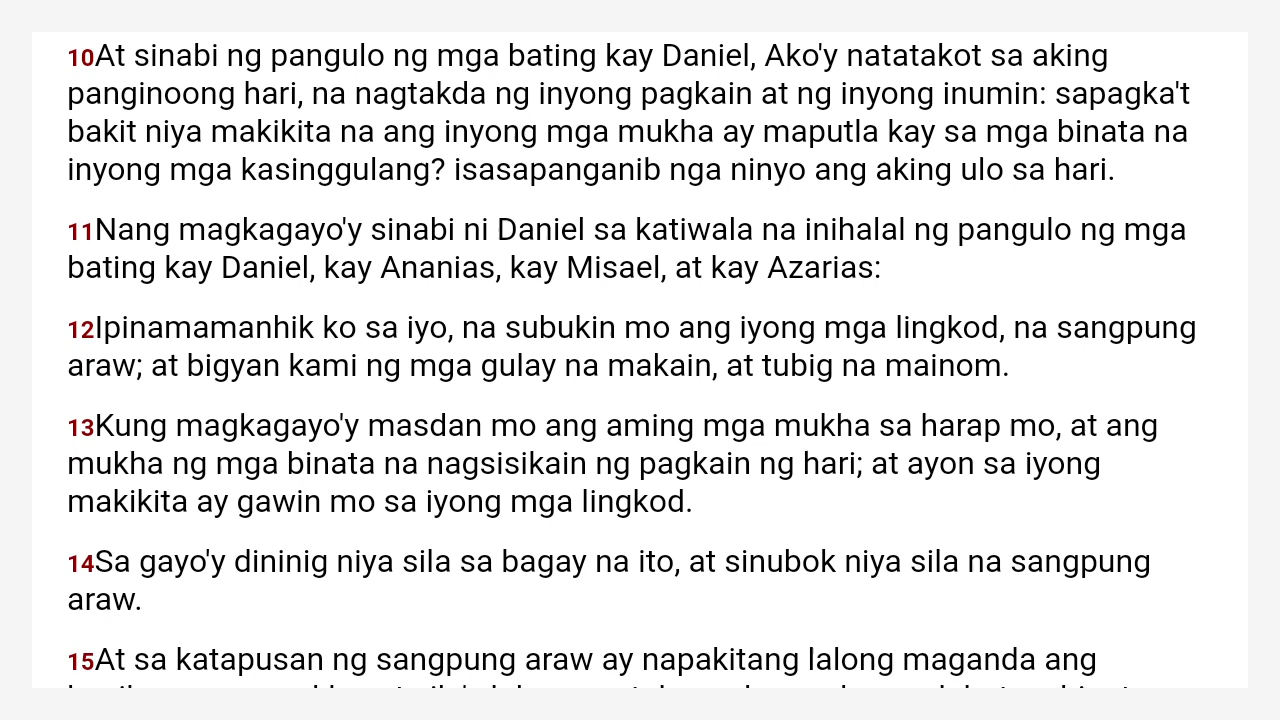 10At sinabi ng pangulo ng mga bating kay Daniel, Ako'y natatakot sa aking
panginoong hari, na nagtakda ng inyong pagkain at ng inyong inumin: sapagka't
bakit niya makikita na ang inyong mga mukha ay maputla kay sa mga binata na
inyong mga kasinggulang? isasapanganib nga ninyo ang aking ulo sa hari.
11Nang magkagayo'y sinabi ni Daniel sa katiwala na inihalal ng pangulo ng mga
bating kay Daniel, kay Ananias, kay Misael, at kay Azarias:
12Ipinamamanhik ko sa iyo, na subukin mo ang iyong mga lingkod, na sangpung
araw; at bigyan kami ng mga gulay na makain, at tubig na mainom.
13Kung magkagayo'y masdan mo ang aming mga mukha sa harap mo, at ang
mukha ng mga binata na nagsisikain ng pagkain ng hari; at ayon sa iyong
makikita ay gawin mo sa iyong mga lingkod.
14Sa gayo'y dininig niya sila sa bagay na ito, at sinubok niya sila na sangpung
araw.
15At sa katapusan ng sangpung araw ay napakitang lalong maganda ang